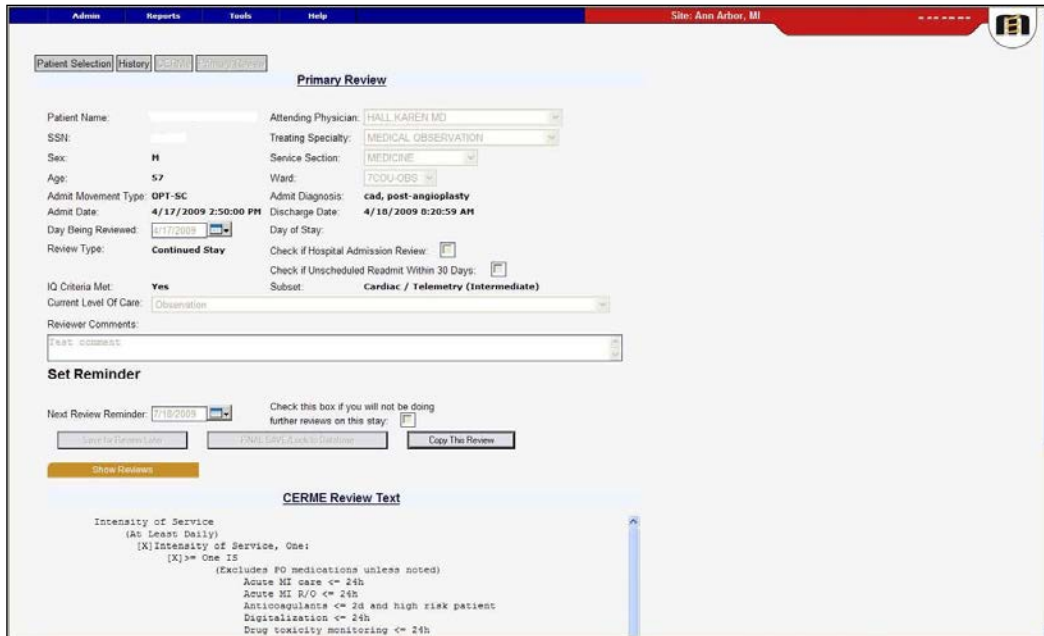 Admin Reports Tools Help Site: Ann Arbor, MI
Patient Selection History CERMe Primary Review
Primary Review
Patient Name: Attending Physician: HALL,KAREN MD
SSN: Treating Specialty: MEDICAL OBSERVATION
Sex: M Service Section: MEDICINE
Age: 57 Ward: 7COU-OBS
Admit Movement Type: OPT-SC Admit Diagnosis: cad, post-angioplasty
Admit Date: 4/17/2009 2:50:00 PM Discharge Date: 4/18/2009 8:20:59 AM
Day Being Reviewed: 4/17/2009 Day of Stay:
Review Type: Continued Stay Check if Hospital Admission Review:
Check if Unscheduled Readmit Within 30 Days:
IQ Criteria Met: Yes Subset: Cardiac / Telemetry (Intermediate)
Current Level Of Care: Observation
Reviewer Comments:
Test comment
Set Reminder
Next Review Reminder: 7/18/2009 Check this box if you will not be doing
further reviews on this stay:
Save for Review Later FINAL SAVE/Lock to Database Copy This Review
Show Reviews
CERME Review Text
Intensity of Service
(At Least Daily)
[X]Intensity of Service, One:
[X]>= One IS
(Excludes PO medications unless noted)
Acute MI care <= 24h
Acute MI R/O <= 24h
Anticoagulants <= 2d and high risk patient
Digitalization <= 24h
Drug toxicity monitoring <= 24h